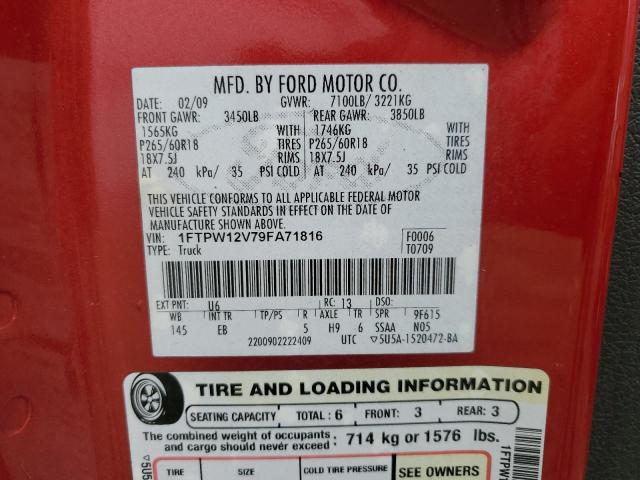 MFD. BY FORD MOTOR CO.
DATE: 02/09 GVWR: 7100LB/ 3221KG
FRONT GAWR: 3450LB REAR GAWR: 3850LB
1565KG WITH 1746KG WITH
P265/60R18 TIRES P265/60R18 TIRES
18X7.5J RIMS 18X7.5J RIMS
AT 240 kPa/ 35 PSI COLD AT 240 kPa/ 35 PSI COLD
THIS VEHICLE CONFORMS TO ALL APPLICABLE FEDERAL MOTOR
VEHICLE SAFETY STANDARDS IN EFFECT ON THE DATE OF
MANUFACTURE SHOWN ABOVE.
VIN: 1FTPW12V79FA71816 F0006
TYPE: Truck T0709
EXT PNT: U6 RC: 13 DSO:
WB INT TR TP/PS R AXLE TR SPR 9F615
145 EB 5 H9 6 SSAA N05
2200902222409 UTC ▽5U5A-1520472-BA
TIRE AND LOADING INFORMATION
SEATING CAPACITY TOTAL: 6 FRONT: 3 REAR: 3
The combined weight of occupants and cargo should never exceed: 714 kg or 1576 lbs.
TIRE SIZE COLD TIRE PRESSURE SEE OWNERS
▽5U5
1FTPW1